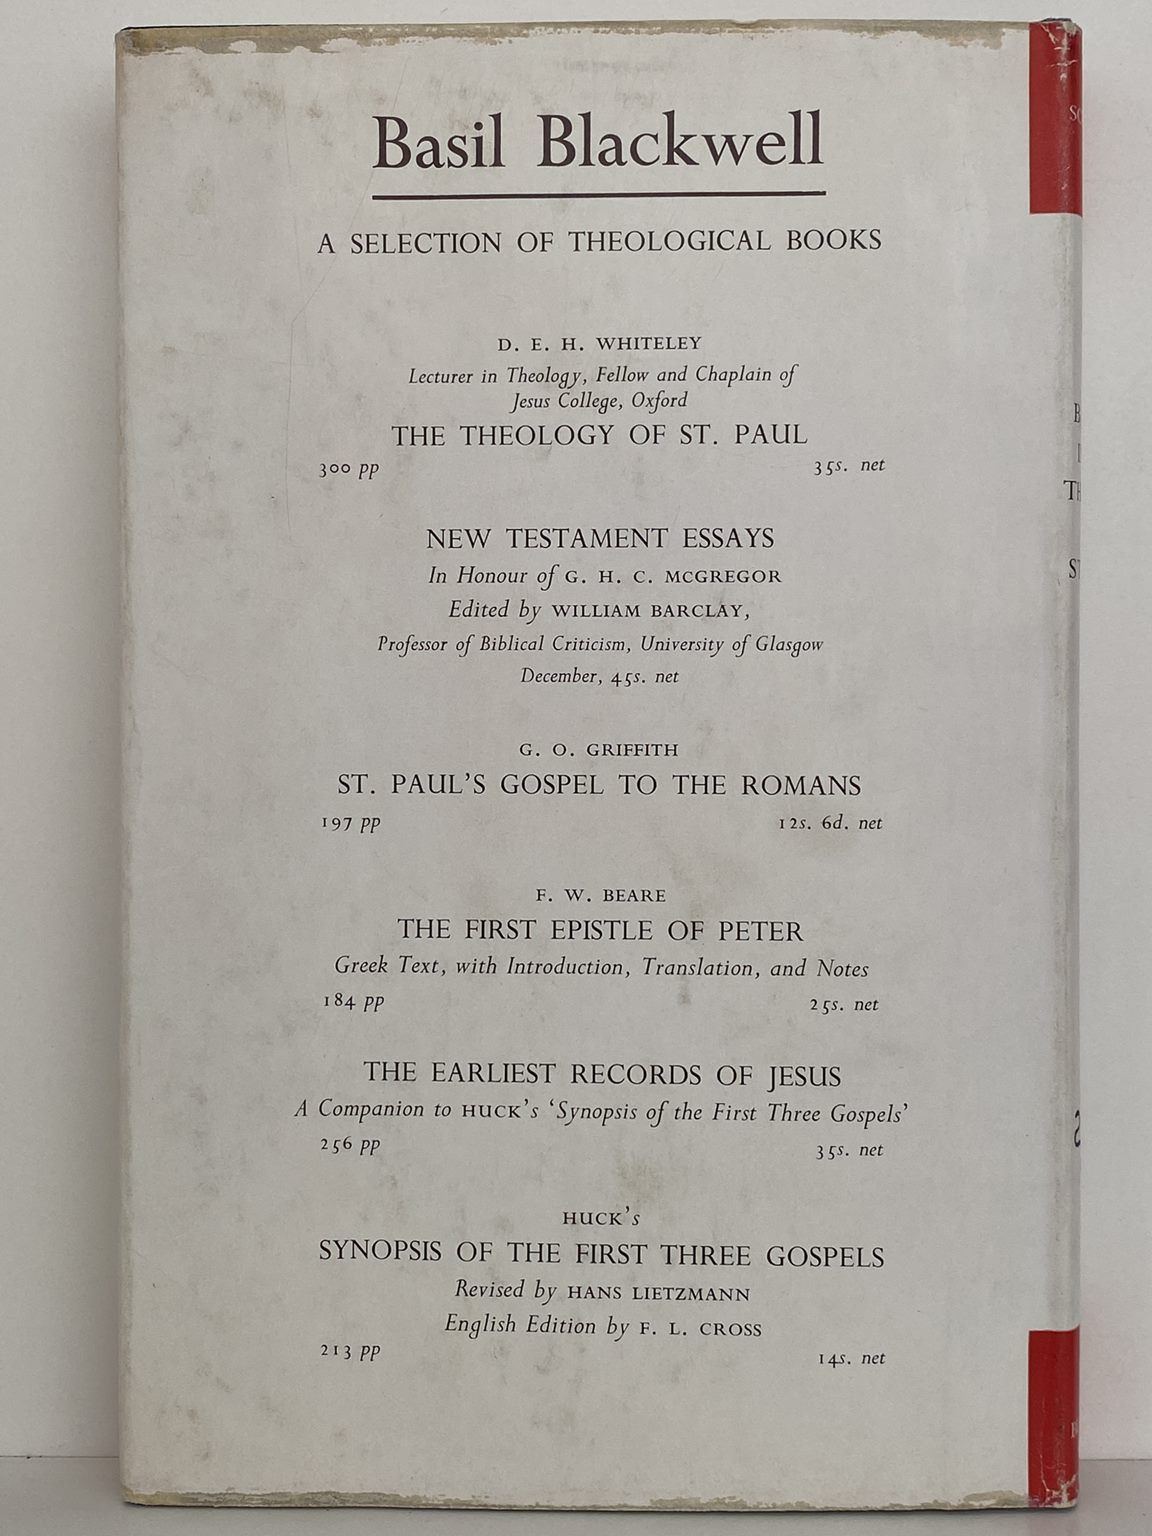 Basil Blackwell
A SELECTION OF THEOLOGICAL BOOKS
D. E. H. WHITELEY
Lecturer in Theology, Fellow and Chaplain of
Jesus College, Oxford
THE THEOLOGY OF ST. PAUL
300 pp 35s. net
NEW TESTAMENT ESSAYS
In Honour of G. H. C. MCGREGOR
Edited by WILLIAM BARCLAY,
Professor of Biblical Criticism, University of Glasgow
December, 45s. net
G. O. GRIFFITH
ST. PAUL'S GOSPEL TO THE ROMANS
197 pp 12s. 6d. net
F. W. BEARE
THE FIRST EPISTLE OF PETER
Greek Text, with Introduction, Translation, and Notes
184 pp 25s. net
THE EARLIEST RECORDS OF JESUS
A Companion to HUCK's 'Synopsis of the First Three Gospels'
256 pp 35s. net
HUCK's
SYNOPSIS OF THE FIRST THREE GOSPELS
Revised by HANS LIETZMANN
English Edition by F. L. CROSS
213 pp 14s. net